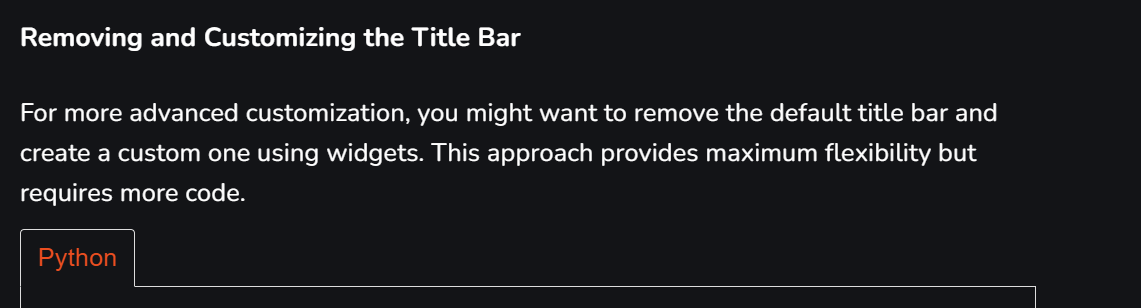 Removing and Customizing the Title Bar
For more advanced customization, you might want to remove the default title bar and
create a custom one using widgets. This approach provides maximum flexibility but
requires more code.
Python